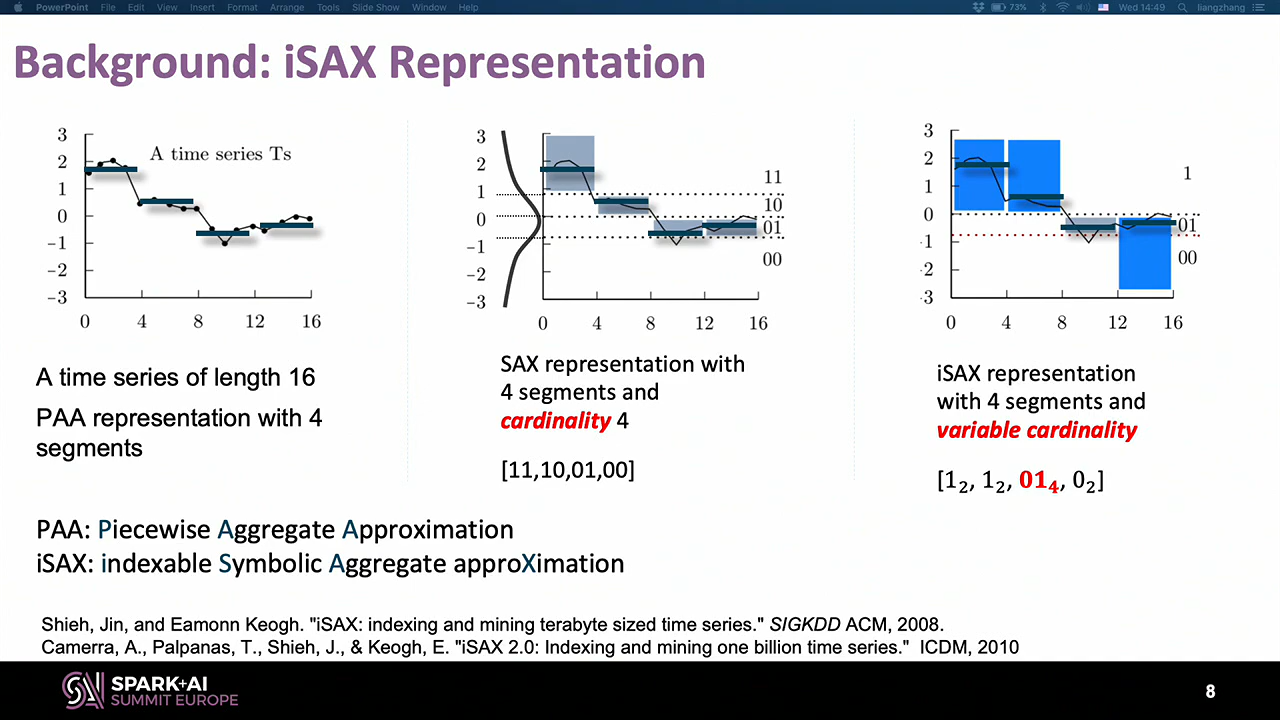 PowerPoint File Edit View Insert Format Arrange Tools Slide Show Window Help 73% Wed 14:49 liangzhang
Background: iSAX Representation
3
2
1
0
−1
−2
−3
A time series Ts
0 4 8 12 16
3
2
1
0
−1
−2
−3
11
10
01
00
0 4 8 12 16
3
2
1
0
-1
-2
-3
1
01
00
0 4 8 12 16
A time series of length 16
PAA representation with 4
segments
SAX representation with
4 segments and
cardinality 4
[11,10,01,00]
iSAX representation
with 4 segments and
variable cardinality
[1₂, 1₂, 01₄, 0₂]
PAA: Piecewise Aggregate Approximation
iSAX: indexable Symbolic Aggregate approXimation
Shieh, Jin, and Eamonn Keogh. "iSAX: indexing and mining terabyte sized time series." SIGKDD ACM, 2008.
Camerra, A., Palpanas, T., Shieh, J., & Keogh, E. "iSAX 2.0: Indexing and mining one billion time series." ICDM, 2010
SPARK+AI
SUMMIT EUROPE
8